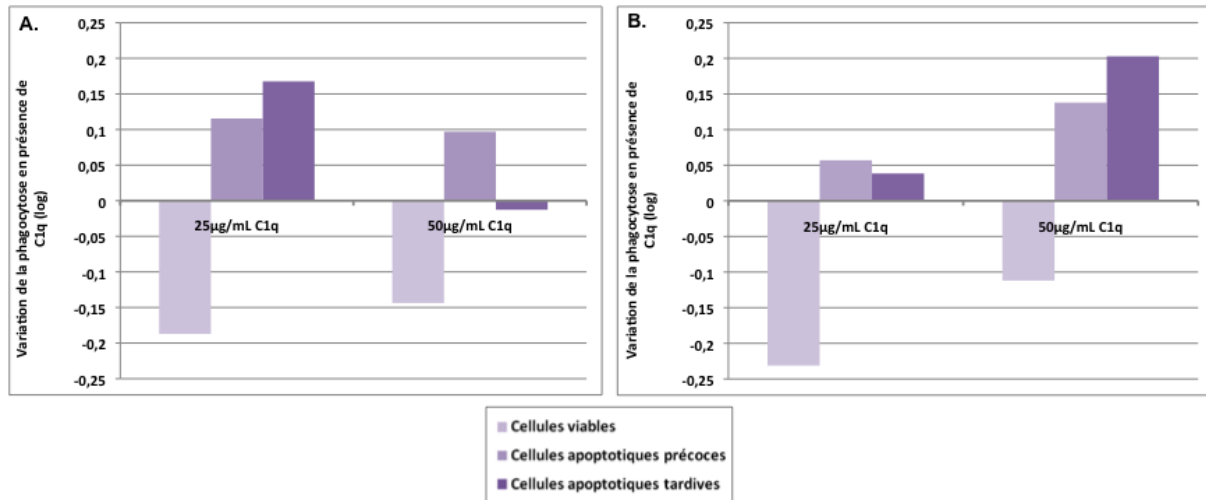 A.
Variation de la phagocytose en présence de
C1q (log)
0,25
0,2
0,15
0,1
0,05
0
-0,05
-0,1
-0,15
-0,2
-0,25
25µg/mL C1q
50µg/mL C1q
B.
Variation de la phagocytose en présence de
C1q (log)
0,25
0,2
0,15
0,1
0,05
0
-0,05
-0,1
-0,15
-0,2
-0,25
25µg/mL C1q
50µg/mL C1q
Cellules viables
Cellules apoptotiques précoces
Cellules apoptotiques tardives